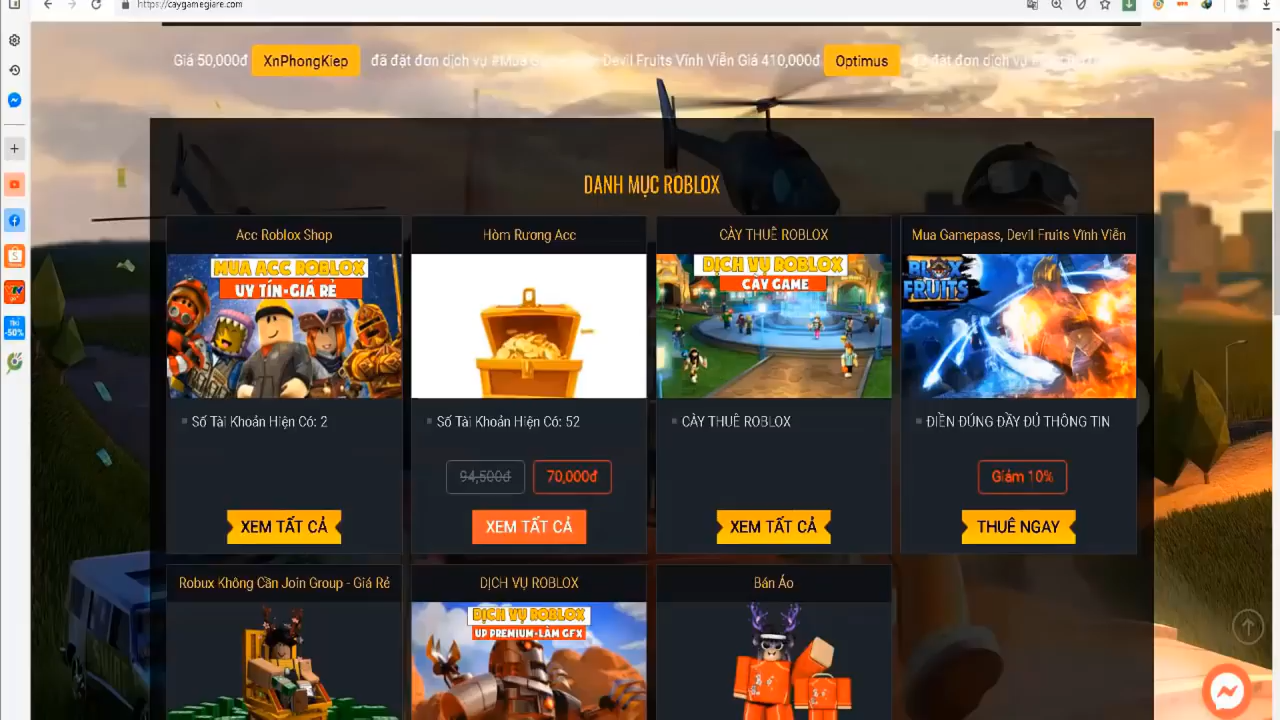 https://caygamegiare.com
Giá 50,000đ XnPhongKiep đã đặt đơn dịch vụ Devil Fruits Vĩnh Viễn Giá 410,000đ Optimus đặt đơn dịch vụ
DANH MỤC ROBLOX
Acc Roblox Shop
Hòm Rương Acc
CÀY THUÊ ROBLOX
Mua Gamepass, Devil Fruits Vĩnh Viễn
MUA ACC ROBLOX
UY TÍN-GIÁ RẺ
DỊCH VỤ ROBLOX
CÀY GAME
BLOX
FRUITS
Số Tài Khoản Hiện Có: 2
Số Tài Khoản Hiện Có: 52
CÀY THUÊ ROBLOX
ĐIỀN ĐÚNG ĐẦY ĐỦ THÔNG TIN
94,500đ
70,000đ
Giảm 10%
XEM TẤT CẢ
XEM TẤT CẢ
XEM TẤT CẢ
THUÊ NGAY
Robux Không Cần Join Group - Giá Rẻ
DỊCH VỤ ROBLOX
Bán Áo
DỊCH VỤ ROBLOX
UP PREMIUM-LÀM GFX
-50%